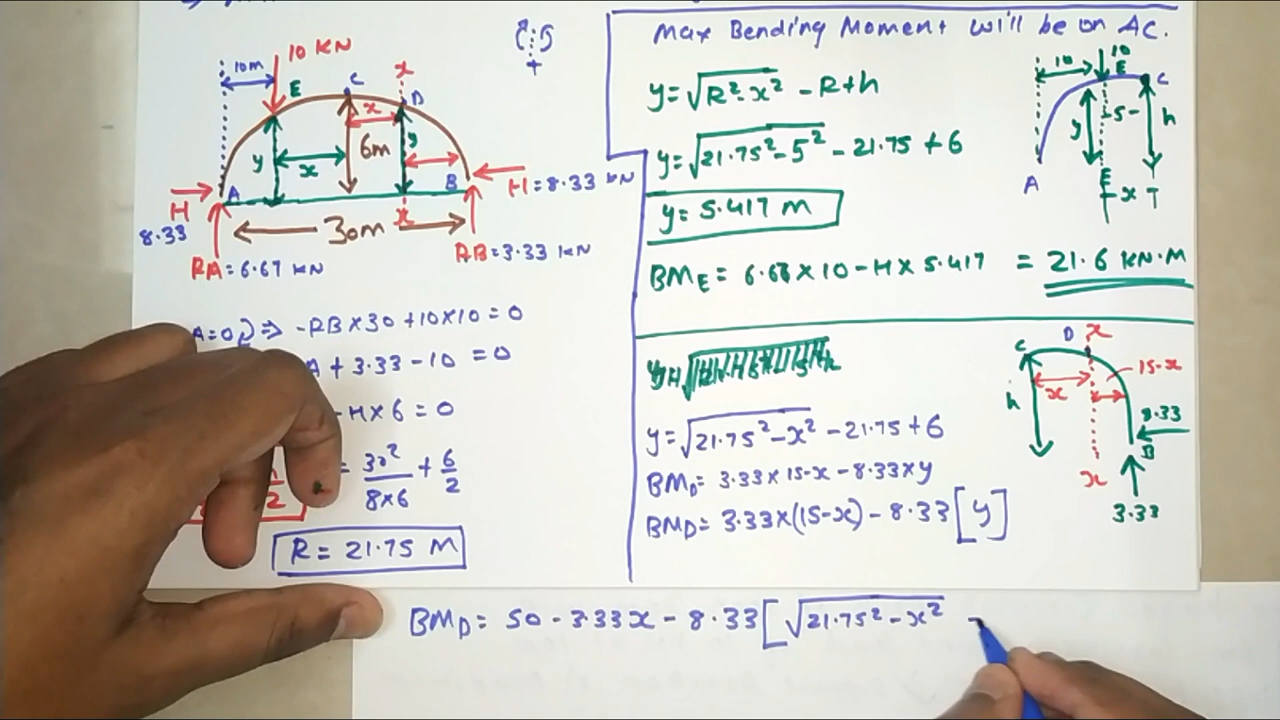 10 KN
10m
E
C
x
D
x
y
x
6m
y
A
B
H
8.33
H=8.33 KN
x
30m
RA=6.67 KN
RB=3.33 KN
+
A=0 ⇒ -RB×30+10×10=0
A+3.33-10=0
-H×6=0
= 30²/8×6 + 6/2
2
R= 21.75 M
Max Bending Moment will be on AC.
y=√R²-x² -R+h
y=√21.75²-5² -21.75+6
y= 5.417 m
10
10
E
C
5
y
h
A
E
x
T
BME= 6.67×10-H×5.417 = 21.6 KN.M
y=√21.75²-x² -21.75+6
BMD= 3.33×15-x-8.33×y
BMD= 3.33×(15-x)-8.33[y]
C
D
x
15-x
x
h
8.33
B
x
3.33
BMD= 50-3.33x-8.33[√21.75²-x² -